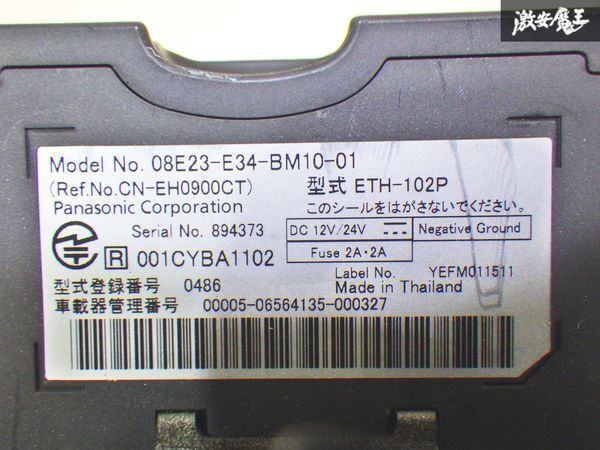 激安魔王
Model No. 08E23-E34-BM10-01
(Ref.No.CN-EH0900CT) 型式 ETH-102P
Panasonic Corporation このシールをはがさないでください。
Serial No. 894373 DC 12V/24V Negative Ground
R 001CYBA1102 Fuse 2A・2A
Label No. YEFM011511
型式登録番号 0486 Made in Thailand
車載器管理番号 00005-06564135-000327